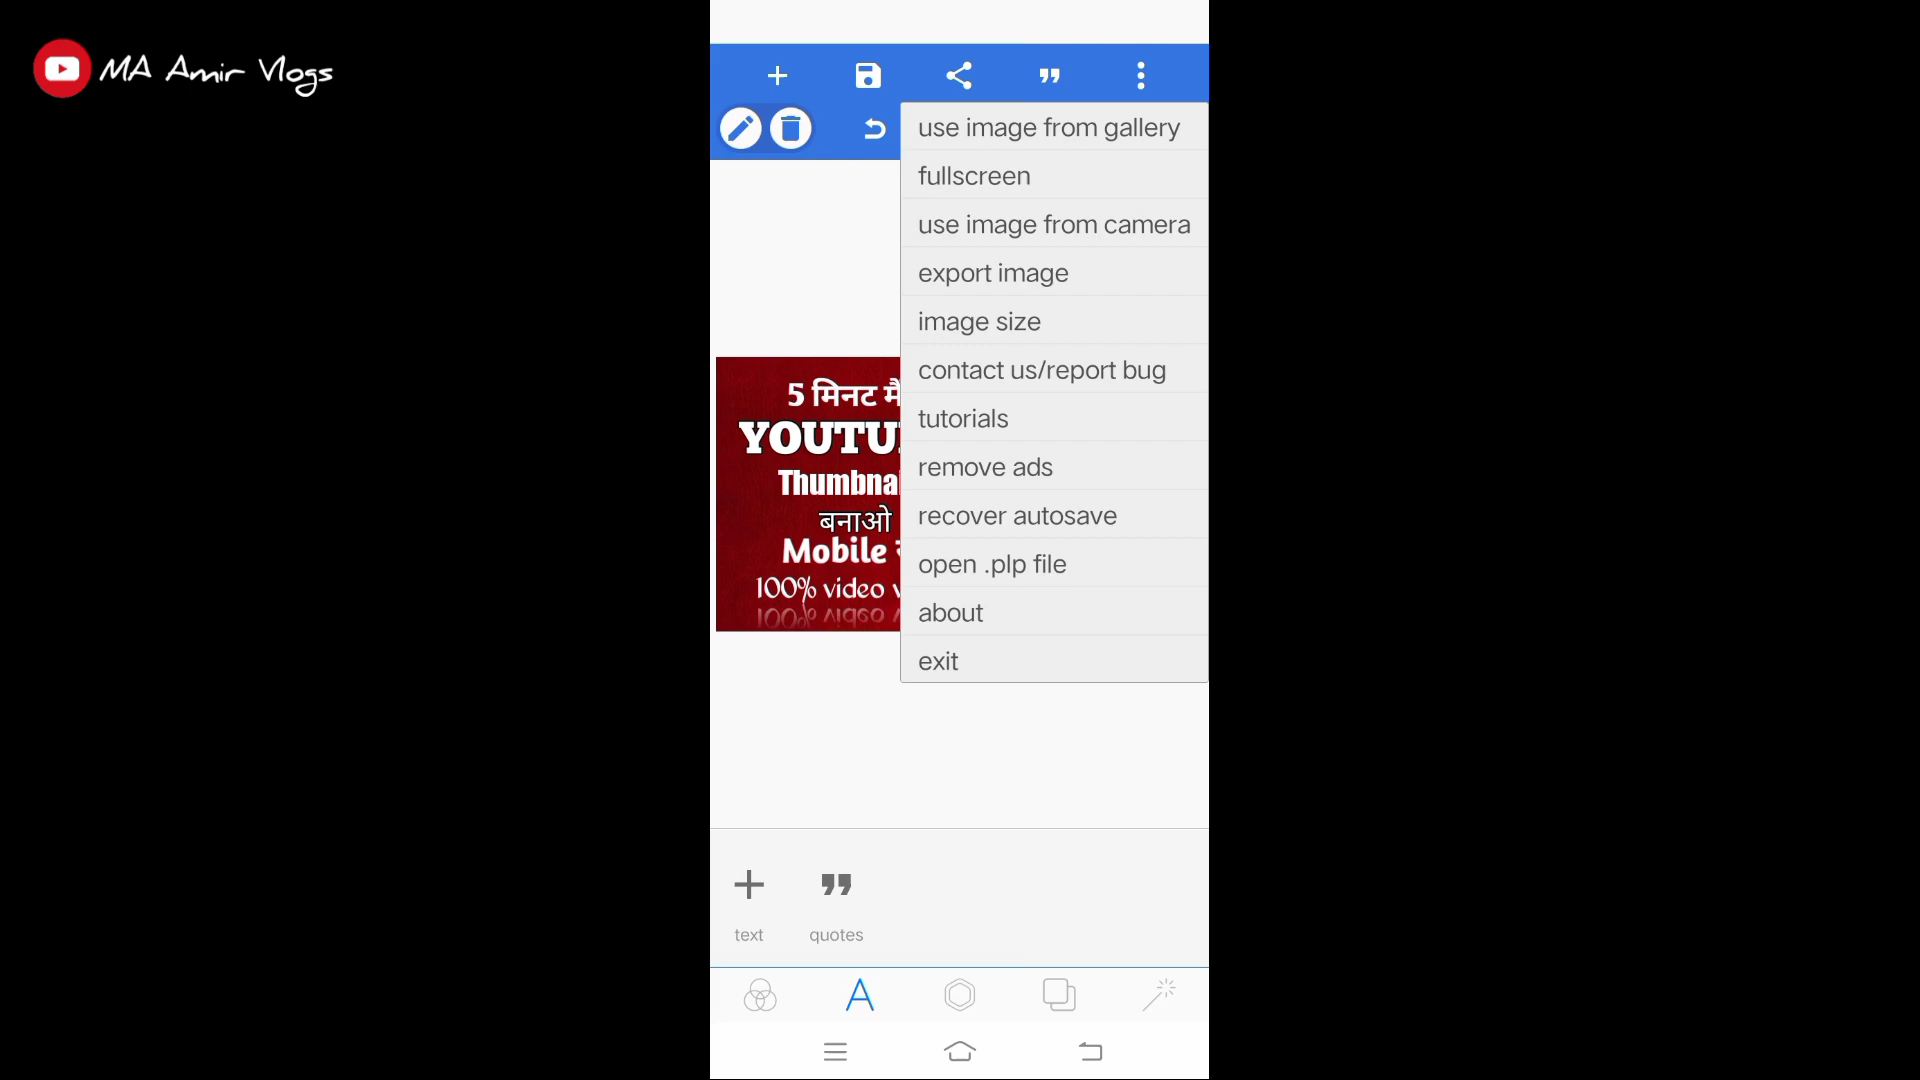 MA Amir Vlogs
use image from gallery
fullscreen
use image from camera
export image
image size
contact us/report bug
tutorials
remove ads
recover autosave
open .plp file
about
exit
5 मिनट में
YOUTU
Thumbnai
बनाओ
Mobile
100% video
text
quotes